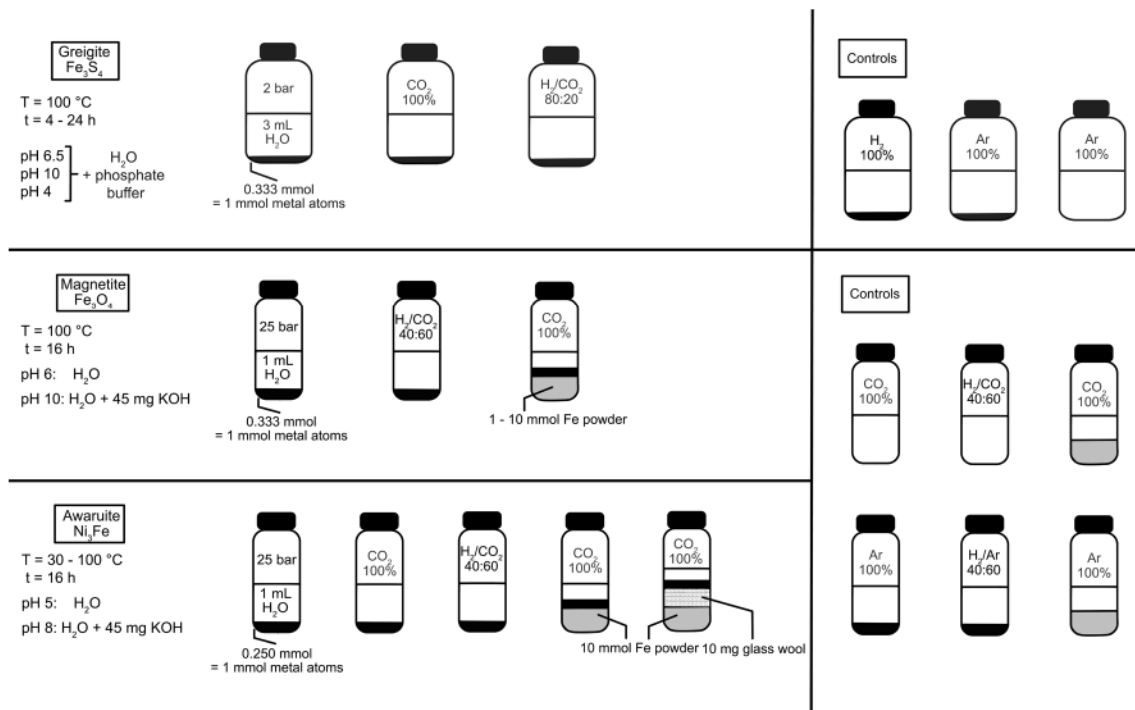 Greigite
Fe₃S₄
T = 100 °C
t = 4 - 24 h
pH 6.5
pH 10
pH 4
H₂O
+ phosphate
buffer
2 bar
3 mL
H₂O
0.333 mmol
= 1 mmol metal atoms
CO₂
100%
H₂/CO₂
80:20
Controls
H₂
100%
Ar
100%
Ar
100%
Magnetite
Fe₃O₄
T = 100 °C
t = 16 h
pH 6: H₂O
pH 10: H₂O + 45 mg KOH
25 bar
1 mL
H₂O
0.333 mmol
= 1 mmol metal atoms
H₂/CO₂
40:60
CO₂
100%
1 - 10 mmol Fe powder
Controls
CO₂
100%
H₂/CO₂
40:60
CO₂
100%
Awaruite
Ni₃Fe
T = 30 - 100 °C
t = 16 h
pH 5: H₂O
pH 8: H₂O + 45 mg KOH
25 bar
1 mL
H₂O
0.250 mmol
= 1 mmol metal atoms
CO₂
100%
H₂/CO₂
40:60
CO₂
100%
CO₂
100%
10 mmol Fe powder
10 mg glass wool
Ar
100%
H₂/Ar
40:60
Ar
100%